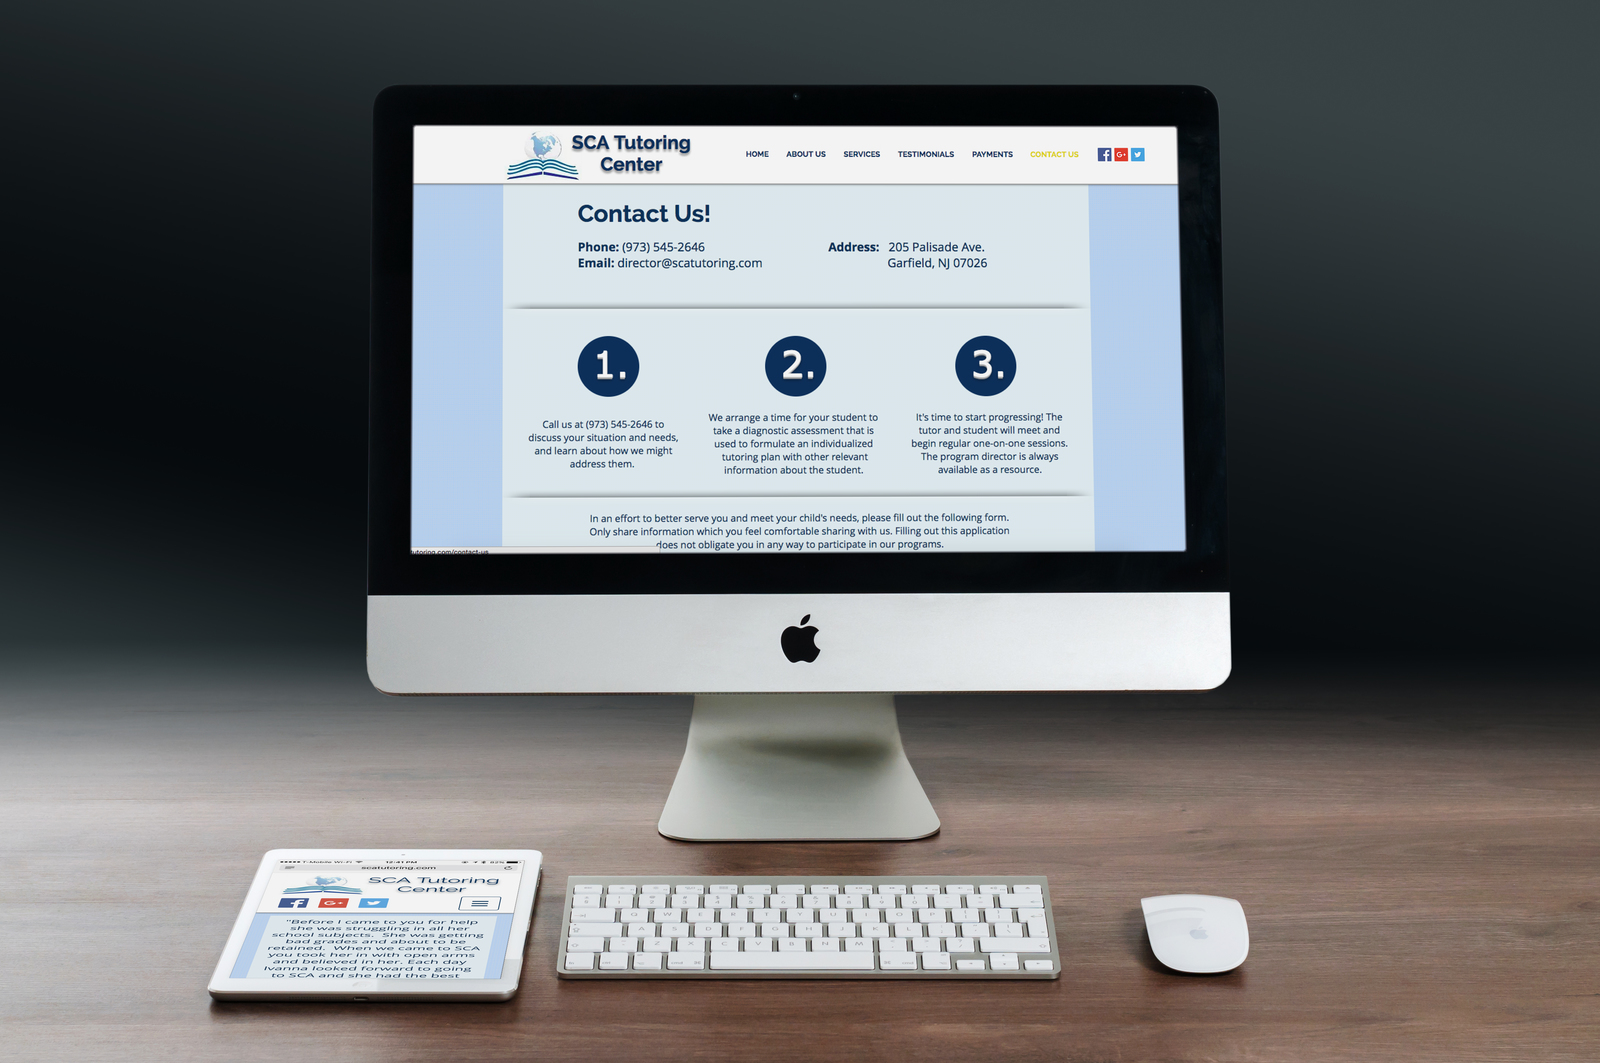 SCA Tutoring
Center
HOME ABOUT US SERVICES TESTIMONIALS PAYMENTS CONTACT US
Contact Us!
Phone: (973) 545-2646
Email: director@scatutoring.com
Address: 205 Palisade Ave.
Garfield, NJ 07026
1.
Call us at (973) 545-2646 to
discuss your situation and needs,
and learn about how we might
address them.
2.
We arrange a time for your student to
take a diagnostic assessment that is
used to formulate an individualized
tutoring plan with other relevant
information about the student.
3.
It's time to start progressing! The
tutor and student will meet and
begin regular one-on-one sessions.
The program director is always
available as a resource.
In an effort to better serve you and meet your child's needs, please fill out the following form.
Only share information which you feel comfortable sharing with us. Filling out this application
does not obligate you in any way to participate in our programs.
utoring.com/contact-us
T-Mobile Wi-Fi 12:41 PM
scatutoring.com
SCA Tutoring
Center
"Before I came to you for help
she was struggling in all her
school subjects. She was getting
bad grades and about to be
retained. When we came to SCA
you took her in with open arms
and believed in her. Each day
Ivanna looked forward to going
to SCA and she had the best